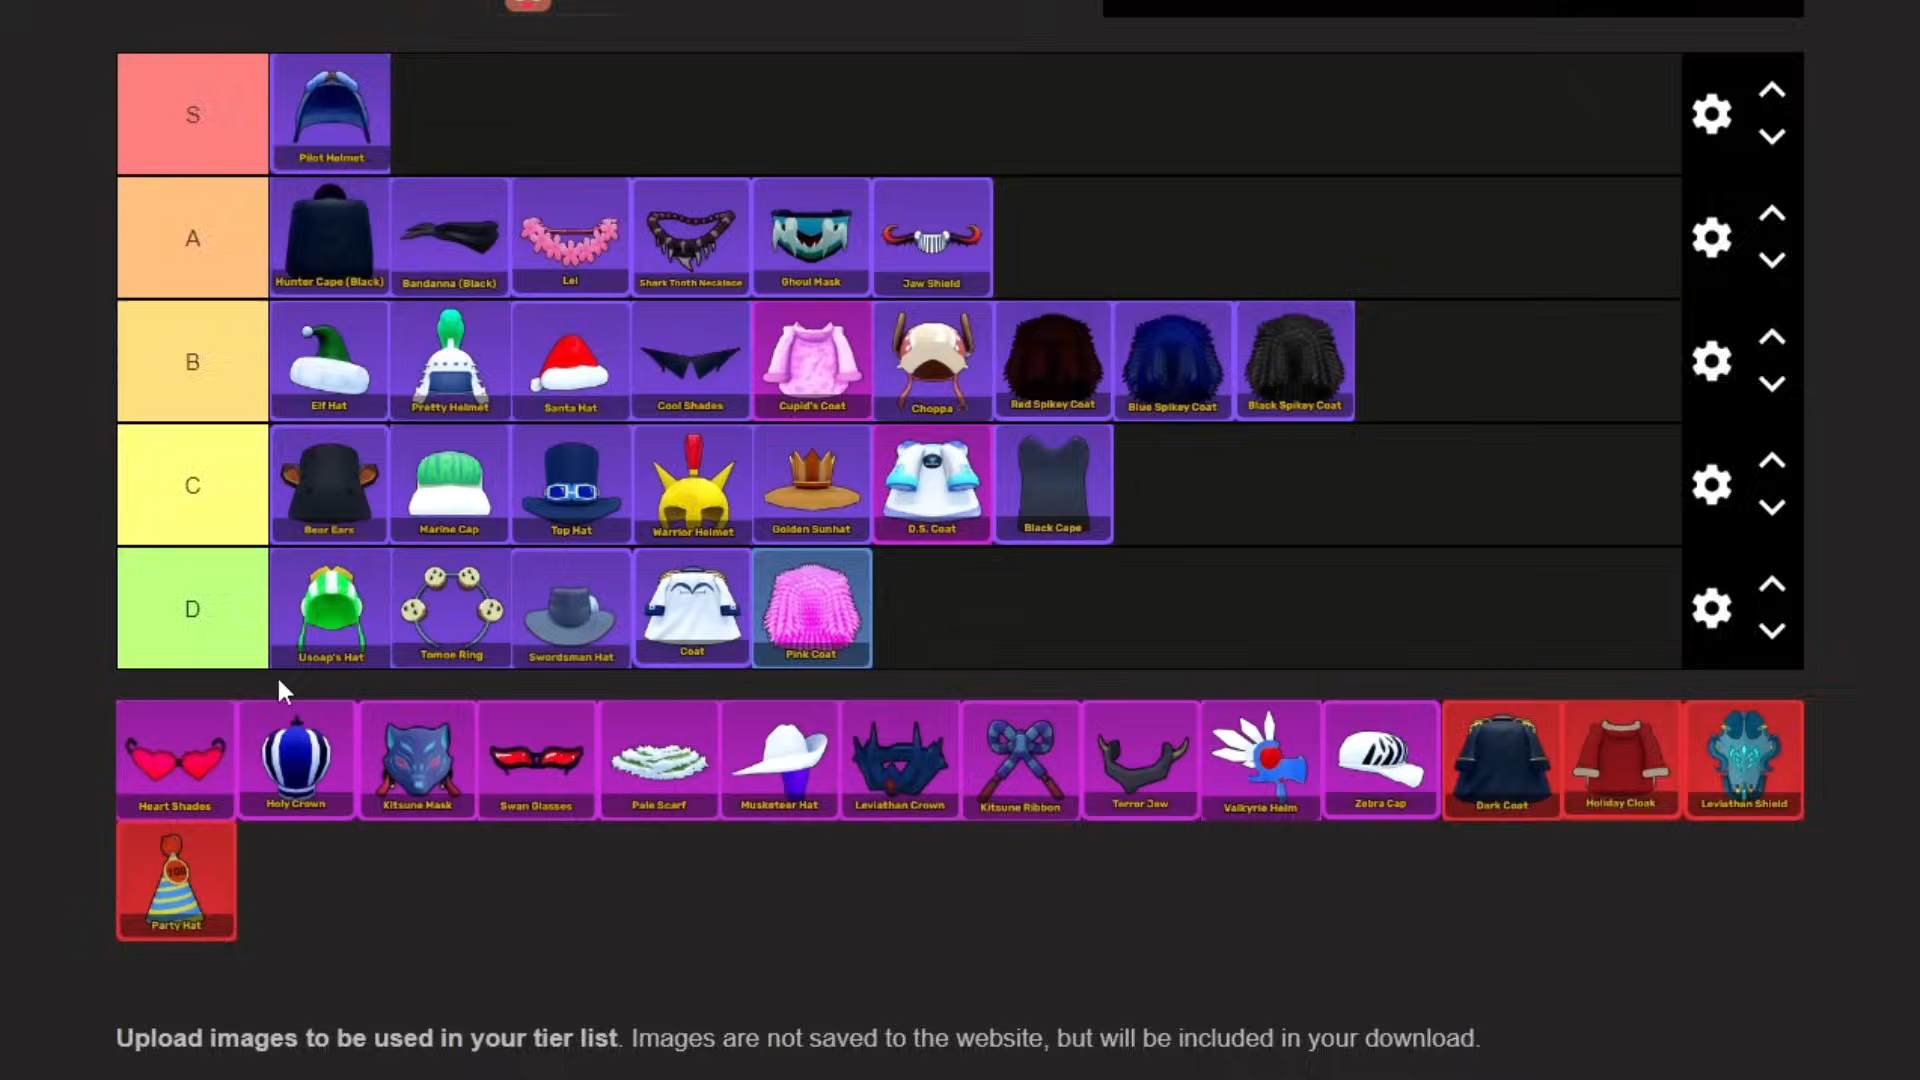 S
Pilot Helmet
A
Hunter Cape (Black)
Bandanna (Black)
Lei
Shark Tooth Necklace
Ghoul Mask
Jaw Shield
B
Elf Hat
Pretty Helmet
Santa Hat
Cool Shades
Cupid's Coat
Choppa
Red Spikey Coat
Blue Spikey Coat
Black Spikey Coat
C
Bear Ears
Marine Cap
Top Hat
Warrior Helmet
Golden Sunhat
D.S. Coat
Black Cape
D
Usoap's Hat
Tomoe Ring
Swordsman Hat
Coat
Pink Coat
Heart Shades
Holy Crown
Kitsune Mask
Swan Glasses
Pale Scarf
Musketeer Hat
Leviathan Crown
Kitsune Ribbon
Terror Jaw
Valkyrie Helm
Zebra Cap
Dark Coat
Holiday Cloak
Leviathan Shield
Party Hat
Upload images to be used in your tier list. Images are not saved to the website, but will be included in your download.